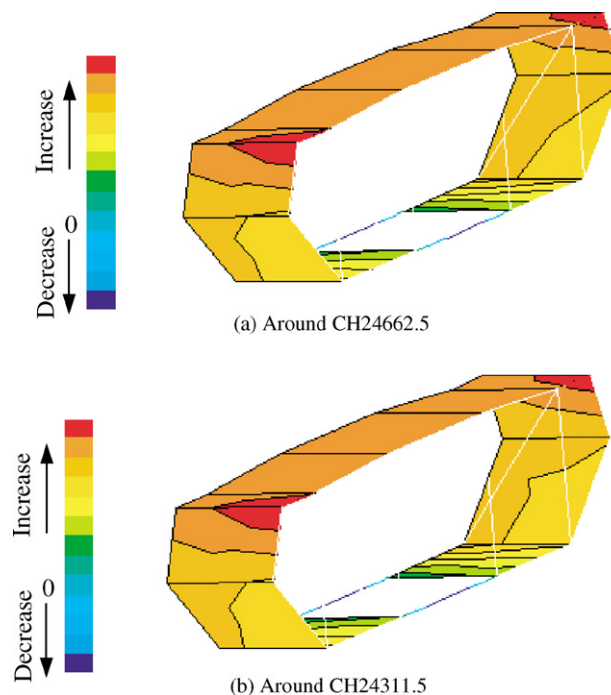 Increase
0
Decrease
(a) Around CH24662.5
Increase
0
Decrease
(b) Around CH24311.5